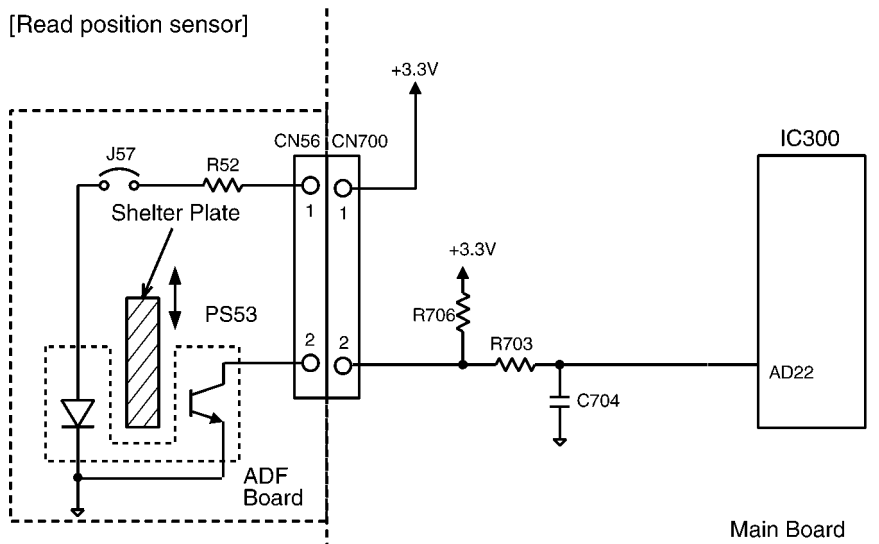 [Read position sensor]
+3.3V
CN56 CN700
IC300
J57
R52
1 1
Shelter Plate
+3.3V
PS53
R706
2 2
R703
AD22
C704
ADF
Board
Main Board